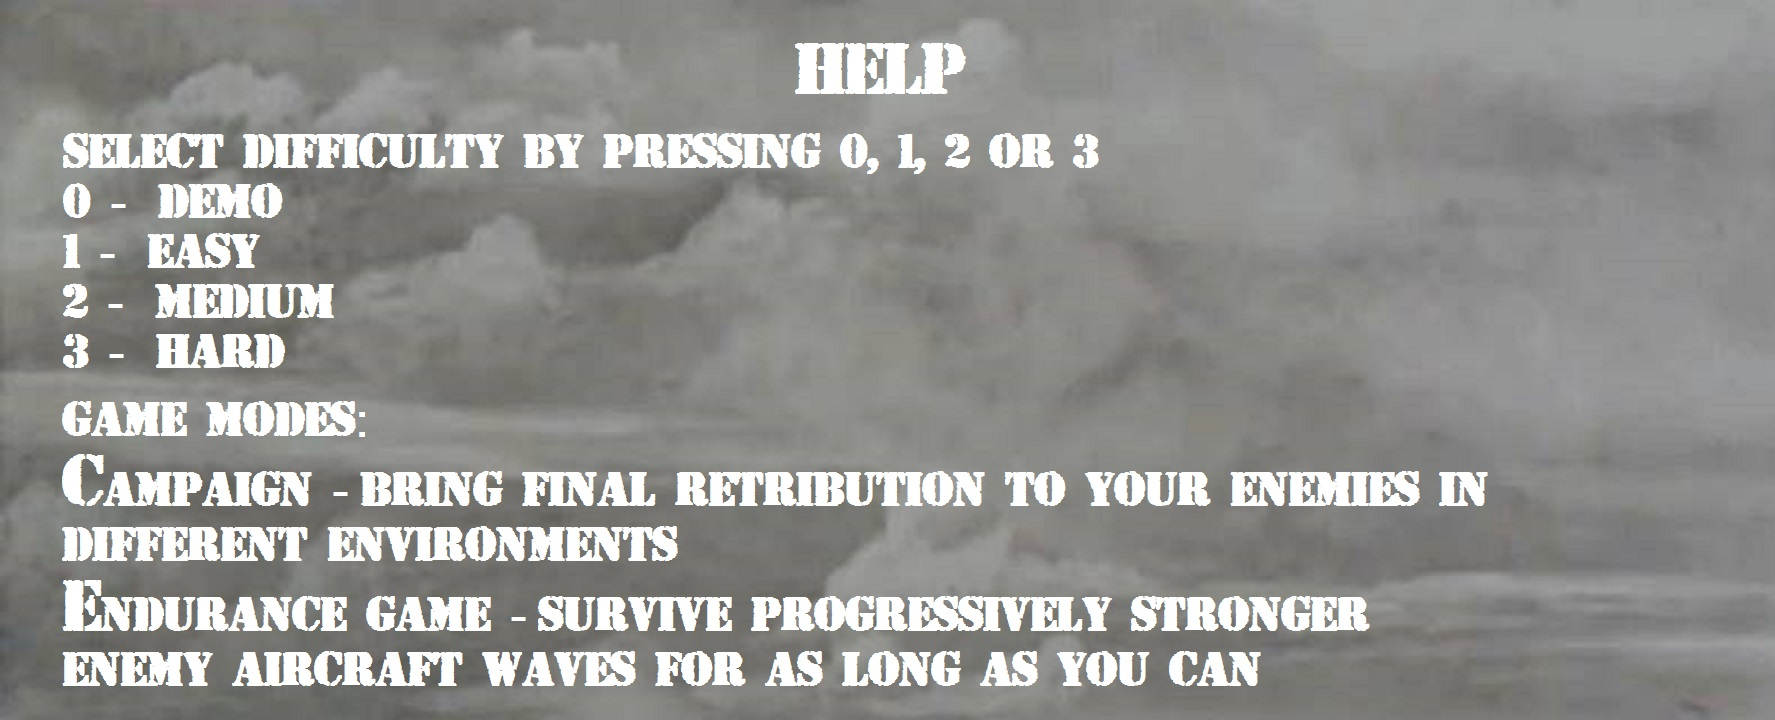 HELP
SELECT DIFFICULTY BY PRESSING 0, 1, 2 OR 3
0 - DEMO
1 - EASY
2 - MEDIUM
3 - HARD
GAME MODES:
CAMPAIGN - BRING FINAL RETRIBUTION TO YOUR ENEMIES IN
DIFFERENT ENVIRONMENTS
ENDURANCE GAME - SURVIVE PROGRESSIVELY STRONGER
ENEMY AIRCRAFT WAVES FOR AS LONG AS YOU CAN